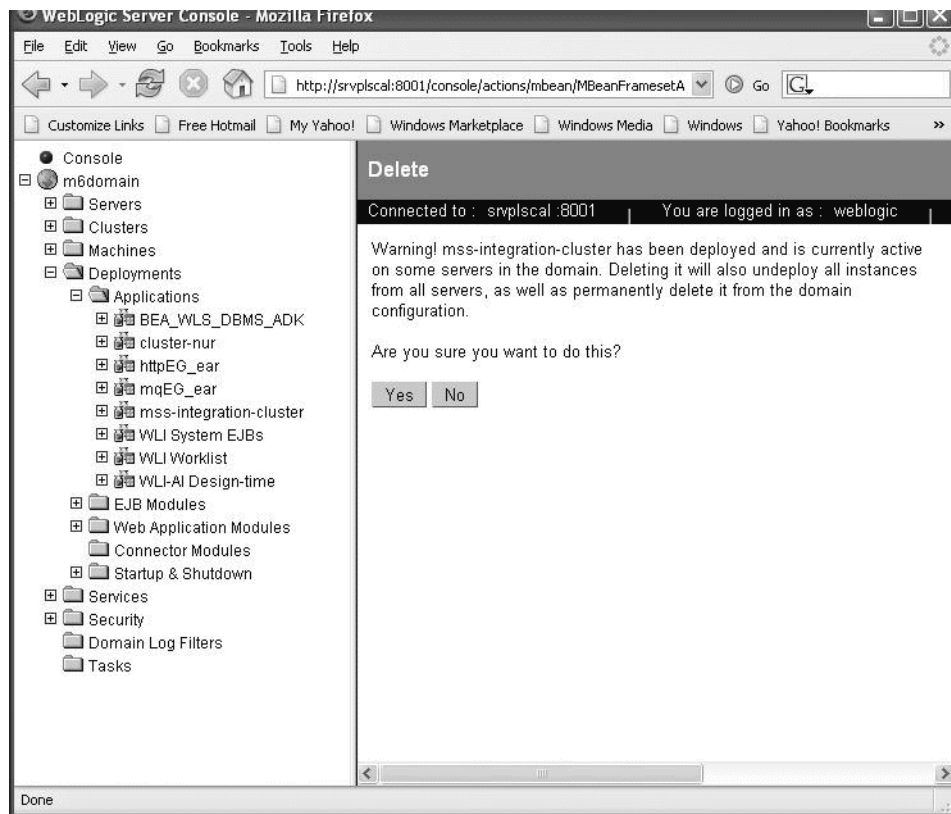 WebLogic Server Console - Mozilla Firefox
File Edit View Go Bookmarks Tools Help
http://srvplscal:8001/console/actions/mbean/MBeanFramesetA Go G
Customize Links Free Hotmail My Yahoo! Windows Marketplace Windows Media Windows Yahoo! Bookmarks »
Console
m6domain
Servers
Clusters
Machines
Deployments
Applications
BEA_WLS_DBMS_ADK
cluster-nur
httpEG_ear
mqEG_ear
mss-integration-cluster
WLI System EJBs
WLI Worklist
WLI-AI Design-time
EJB Modules
Web Application Modules
Connector Modules
Startup & Shutdown
Services
Security
Domain Log Filters
Tasks
Delete
Connected to : srvplscal :8001 You are logged in as : weblogic
Warning! mss-integration-cluster has been deployed and is currently active
on some servers in the domain. Deleting it will also undeploy all instances
from all servers, as well as permanently delete it from the domain
configuration.
Are you sure you want to do this?
Yes No
Done